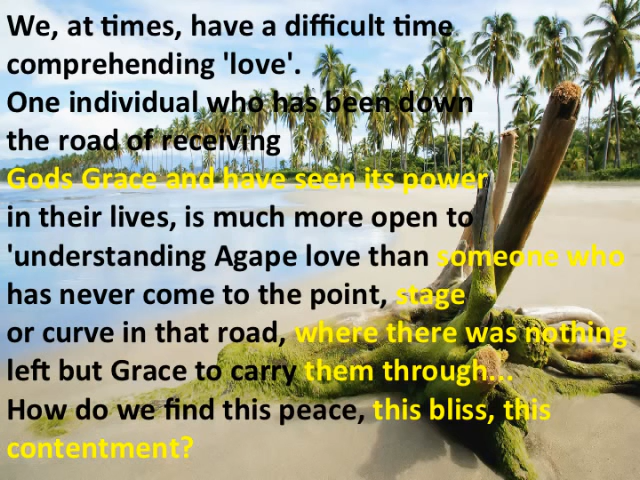 We, at times, have a difficult time
comprehending 'love'.
One individual who has been down
the road of receiving
Gods Grace and have seen its power
in their lives, is much more open to
'understanding Agape love than someone who
has never come to the point, stage
or curve in that road, where there was nothing
left but Grace to carry them through...
How do we find this peace, this bliss, this
contentment?